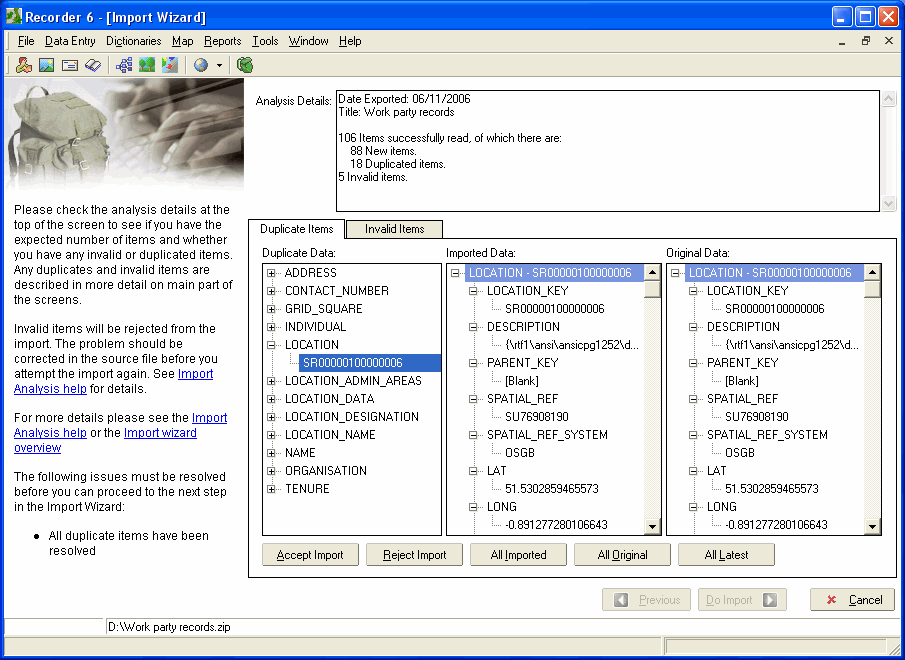 Recorder 6 - [Import Wizard]
File Data Entry Dictionaries Map Reports Tools Window Help
Analysis Details:
Date Exported: 06/11/2006
Title: Work party records
106 Items successfully read, of which there are:
88 New items.
18 Duplicated items.
5 Invalid items.
Please check the analysis details at the
top of the screen to see if you have the
expected number of items and whether
you have any invalid or duplicated items.
Any duplicates and invalid items are
described in more detail on main part of
the screens.
Invalid items will be rejected from the
import. The problem should be
corrected in the source file before you
attempt the import again. See Import
Analysis help for details.
For more details please see the Import
Analysis help or the Import wizard
overview
The following issues must be resolved
before you can proceed to the next step
in the Import Wizard:
• All duplicate items have been
resolved
Duplicate Items Invalid Items
Duplicate Data:
ADDRESS
CONTACT_NUMBER
GRID_SQUARE
INDIVIDUAL
LOCATION
SR00000100000006
LOCATION_ADMIN_AREAS
LOCATION_DATA
LOCATION_DESIGNATION
LOCATION_NAME
NAME
ORGANISATION
TENURE
Imported Data:
LOCATION - SR00000100000006
LOCATION_KEY
SR00000100000006
DESCRIPTION
{\rtf1\ansi\ansicpg1252\d...
PARENT_KEY
[Blank]
SPATIAL_REF
SU76908190
SPATIAL_REF_SYSTEM
OSGB
LAT
51.5302859465573
LONG
-0.891277280106643
Original Data:
LOCATION - SR00000100000006
LOCATION_KEY
SR00000100000006
DESCRIPTION
{\rtf1\ansi\ansicpg1252\d...
PARENT_KEY
[Blank]
SPATIAL_REF
SU76908190
SPATIAL_REF_SYSTEM
OSGB
LAT
51.5302859465573
LONG
-0.891277280106643
Accept Import Reject Import All Imported All Original All Latest
Previous Do Import Cancel
D:\Work party records.zip